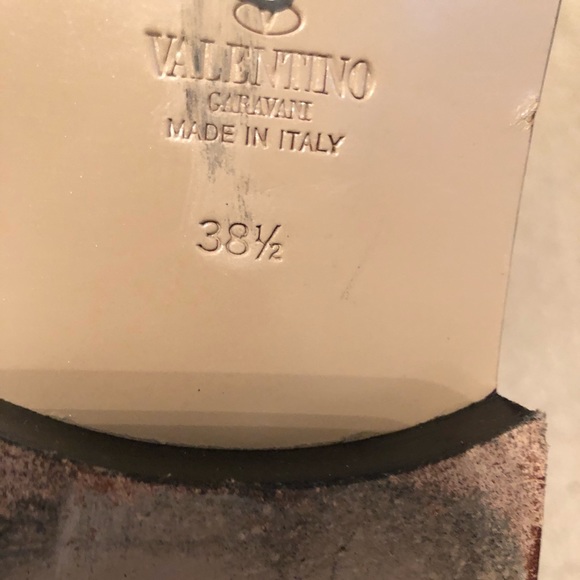 VALENTINO
GARAVANI
MADE IN ITALY
38½